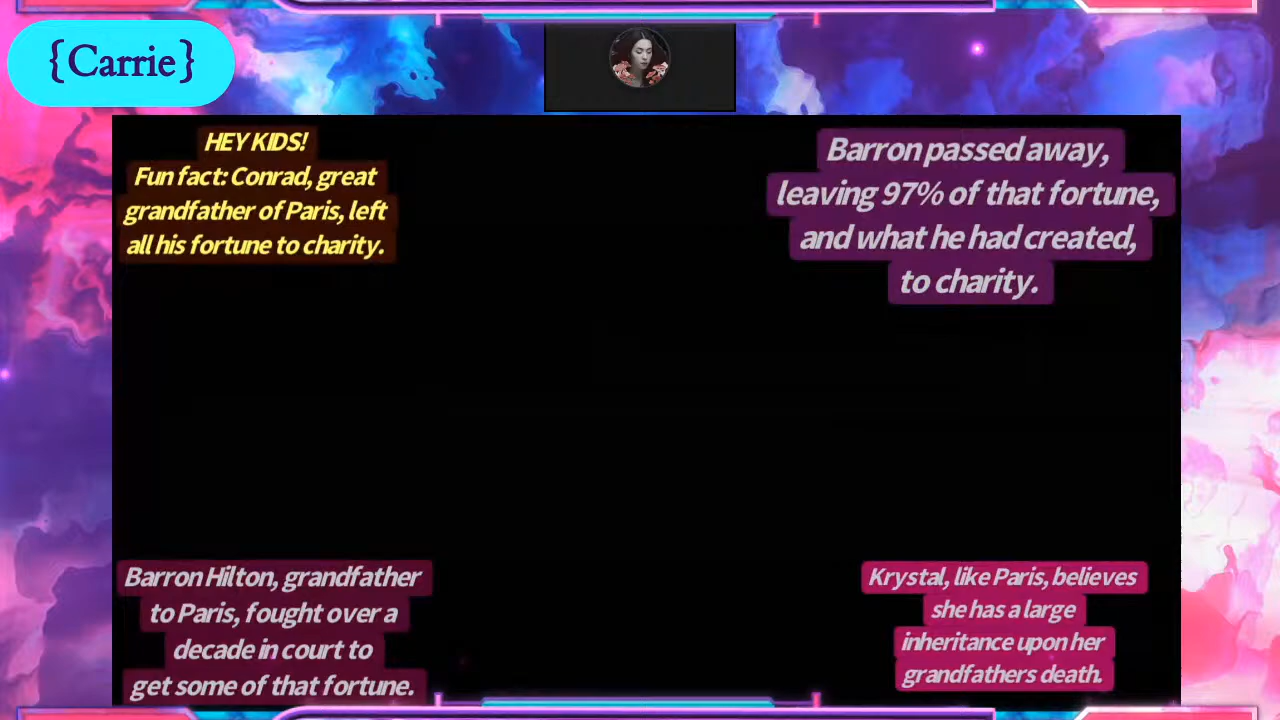 {Carrie}
HEY KIDS!
Fun fact: Conrad, great
grandfather of Paris, left
all his fortune to charity.
Barron passed away,
leaving 97% of that fortune,
and what he had created,
to charity.
Barron Hilton, grandfather
to Paris, fought over a
decade in court to
get some of that fortune.
Krystal, like Paris, believes
she has a large
inheritance upon her
grandfathers death.